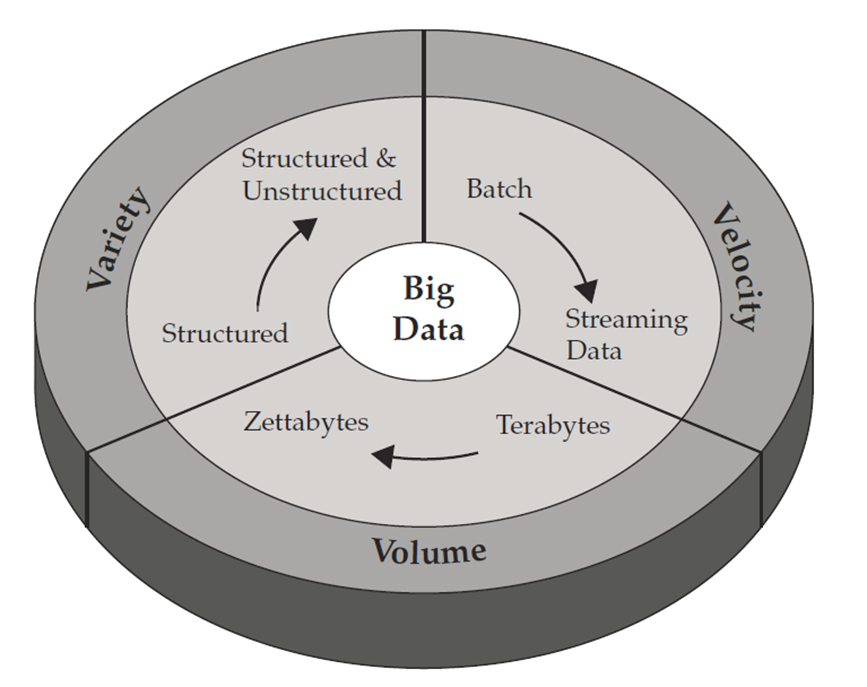 Structured &
Unstructured
Batch
Variety
Velocity
Big
Data
Structured
Streaming
Data
Zettabytes
Terabytes
Volume